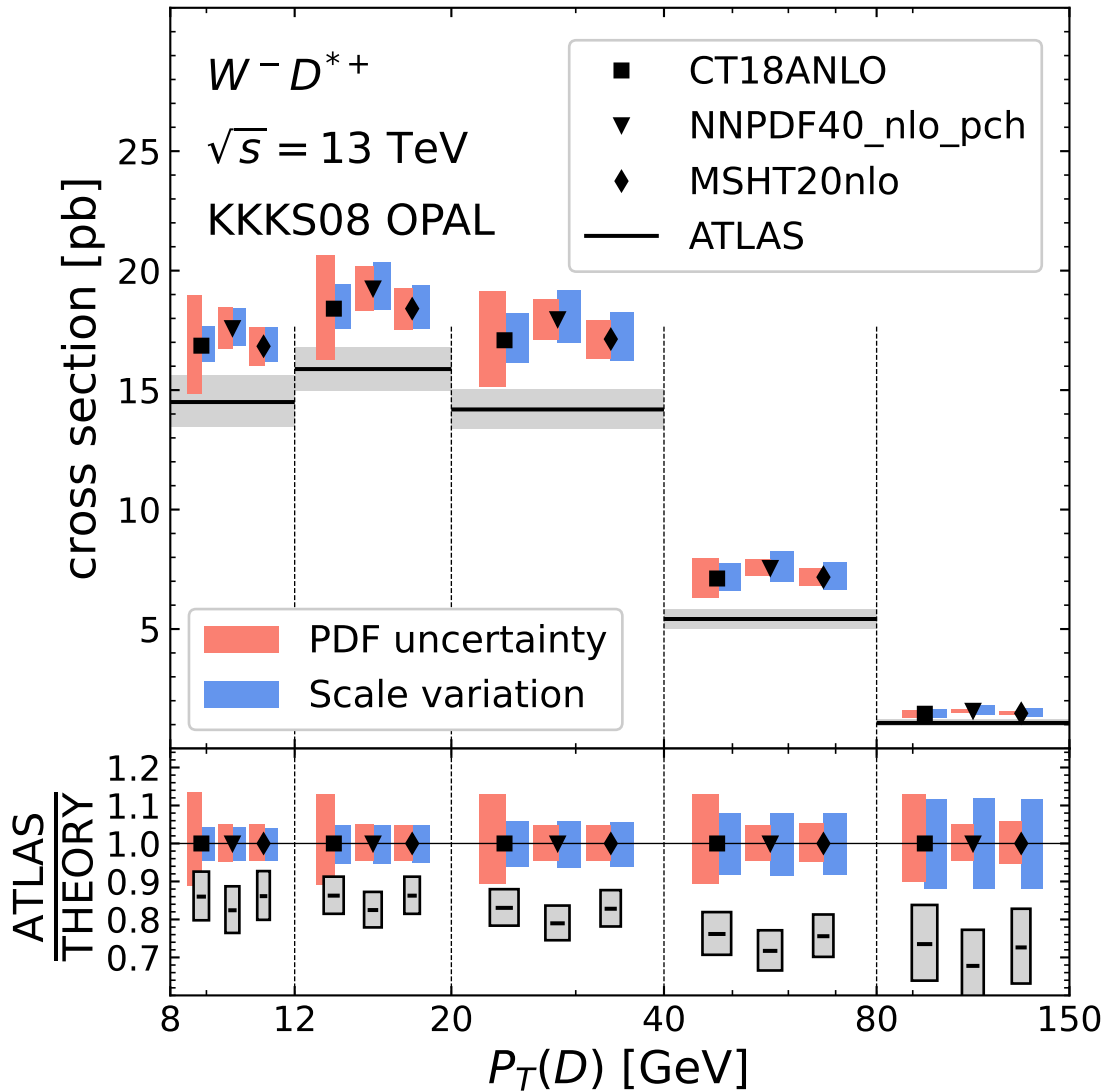 W⁻D*⁺
√s = 13 TeV
KKKS08 OPAL
CT18ANLO
NNPDF40_nlo_pch
MSHT20nlo
ATLAS
cross section [pb]
25
20
15
10
5
PDF uncertainty
Scale variation
ATLAS
THEORY
1.2
1.1
1.0
0.9
0.8
0.7
8 12 20 40 80 150
P_T(D) [GeV]